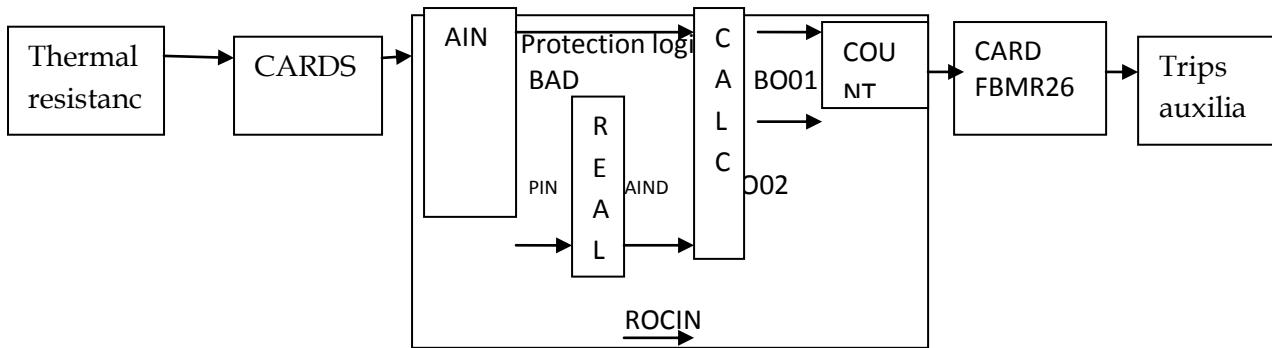 Thermal
resistanc
CARDS
AIN
Protection logi
BAD
PIN
R
E
A
L
AIND
C
A
L
C
BO01
O02
ROCIN
COU
NT
CARD
FBMR26
Trips
auxilia